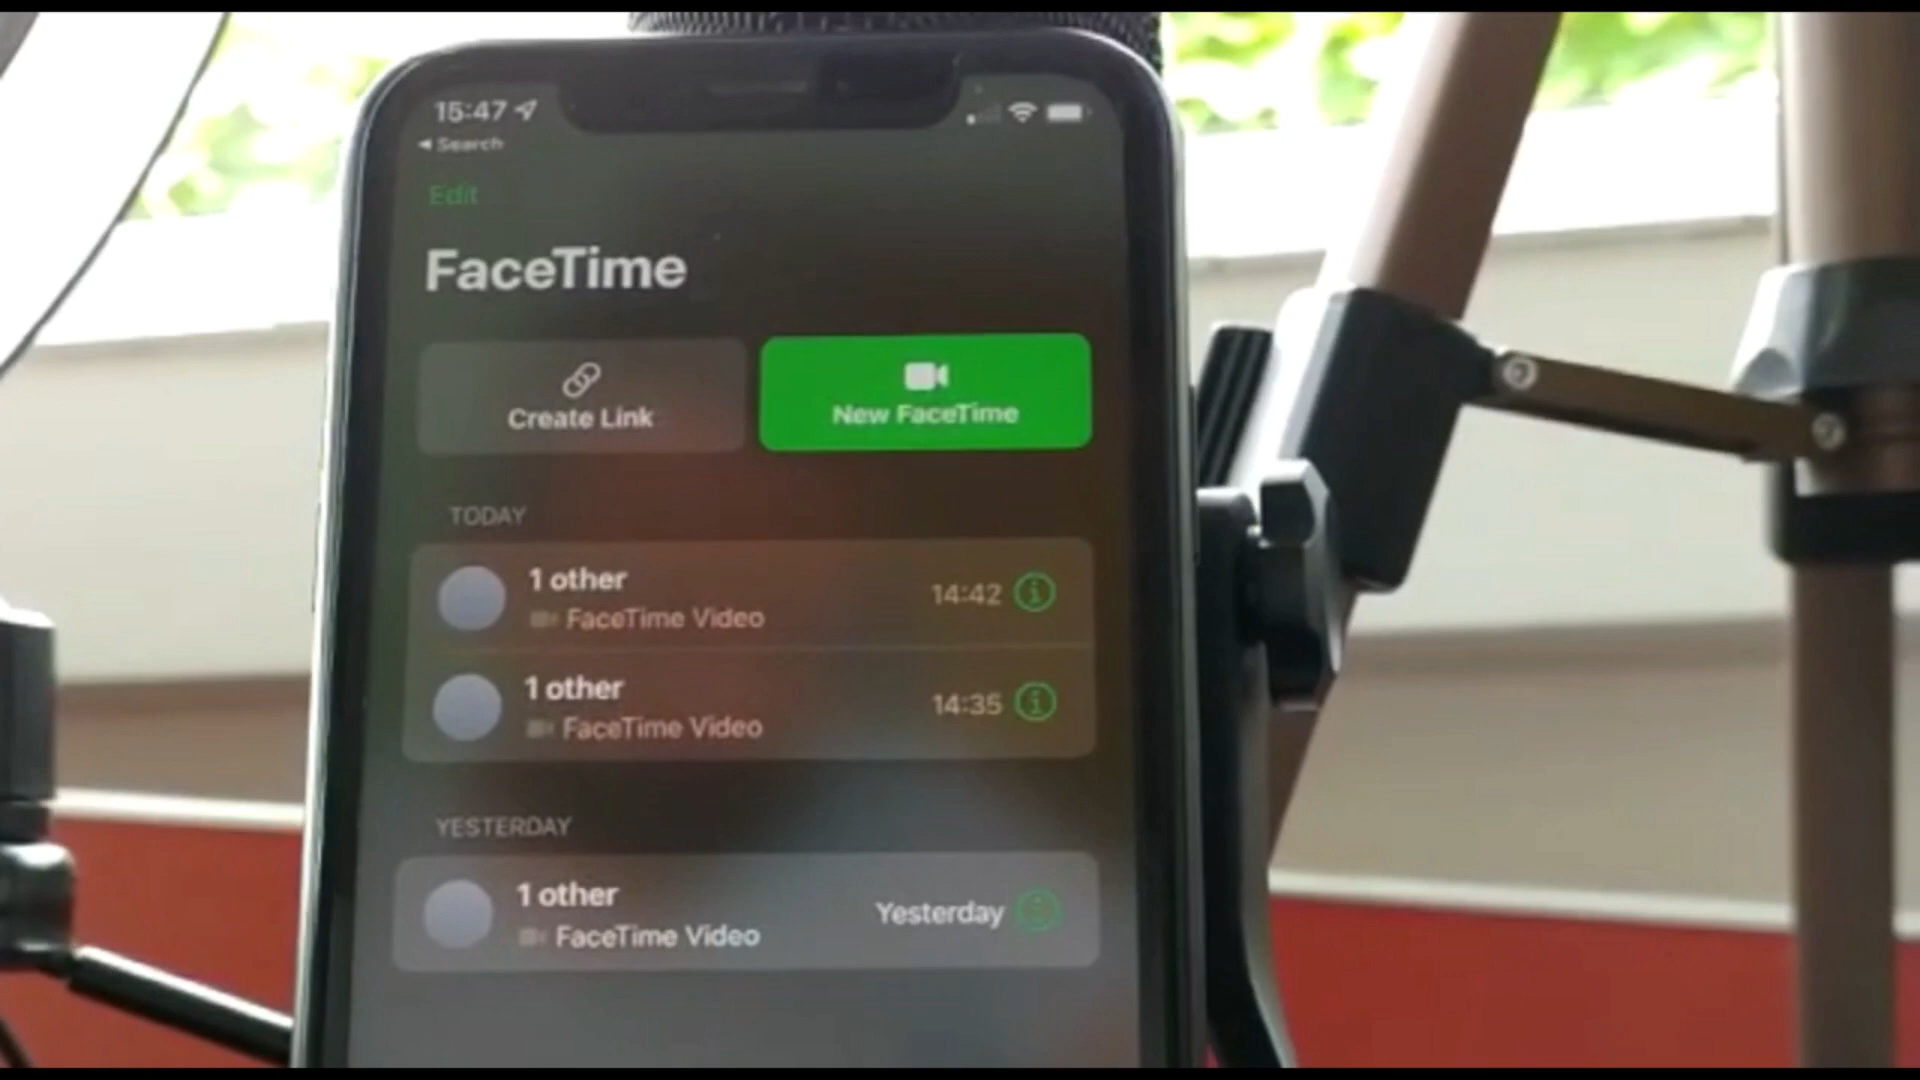 15:47
Search
Edit
FaceTime
Create Link
New FaceTime
TODAY
1 other
FaceTime Video
14:42
1 other
FaceTime Video
14:35
YESTERDAY
1 other
FaceTime Video
Yesterday